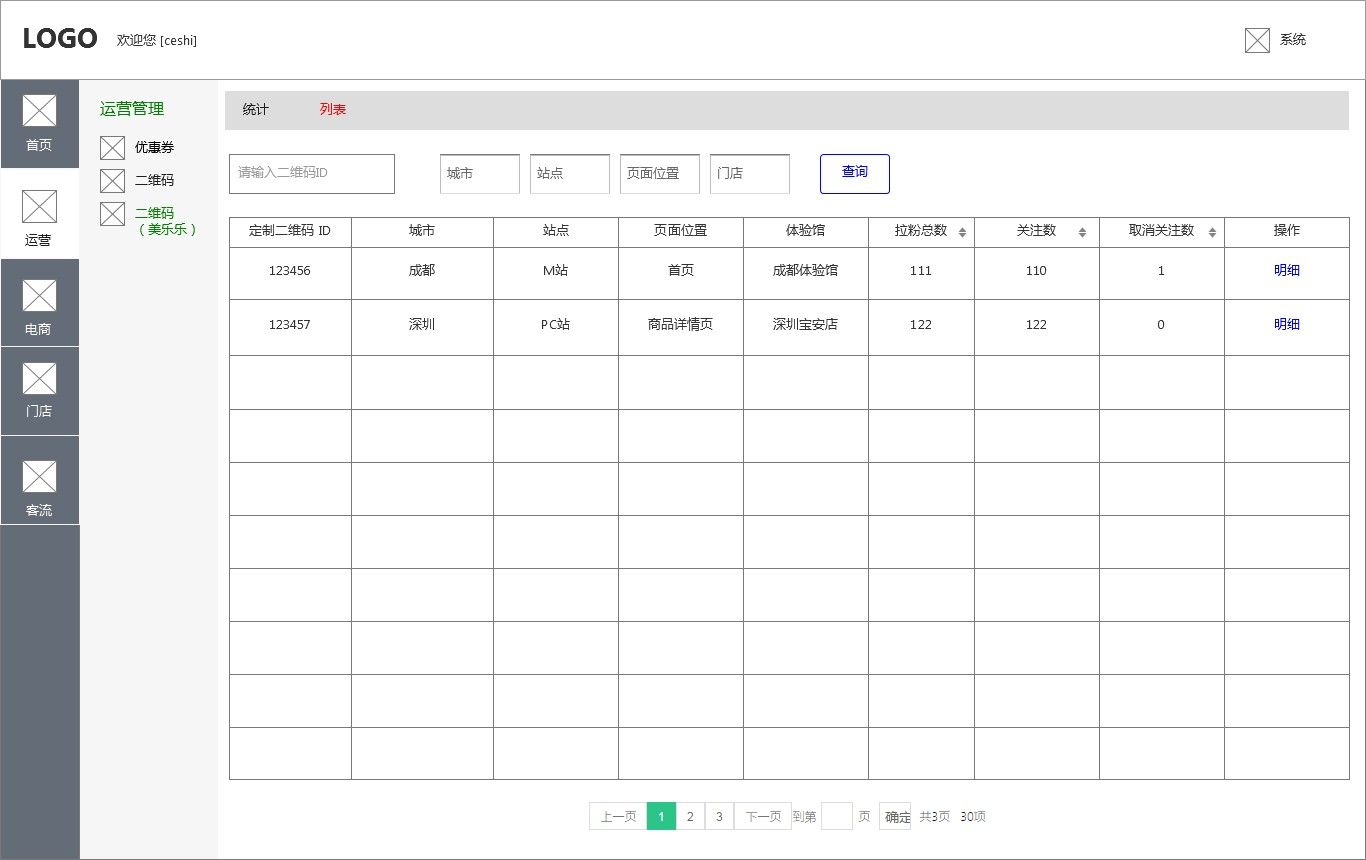 LOGO 欢迎您 [ceshi] 系统
首页
运营
电商
门店
客流
运营管理
优惠券
二维码
二维码
（美乐乐）
统计 列表
请输入二维码ID 城市 站点 页面位置 门店 查询
定制二维码 ID 城市 站点 页面位置 体验馆 拉粉总数 关注数 取消关注数 操作
123456 成都 M站 首页 成都体验馆 111 110 1 明细
123457 深圳 PC站 商品详情页 深圳宝安店 122 122 0 明细
上一页 1 2 3 下一页 到第 页 确定 共3页 30项